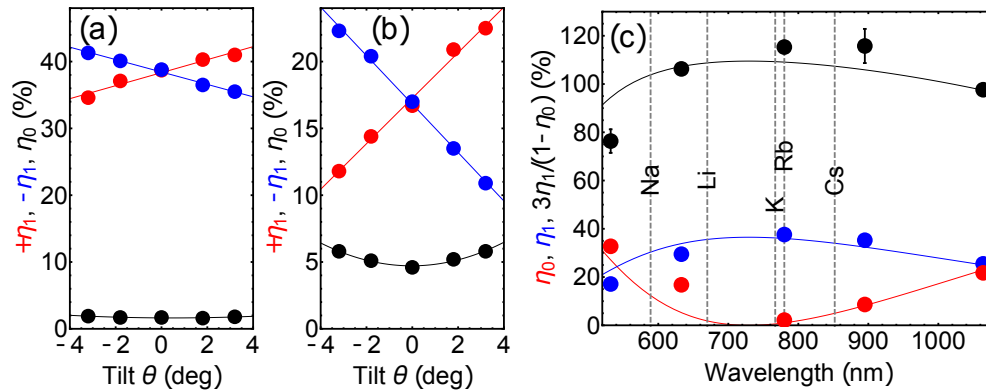 (a)
+η₁, -η₁, η₀ (%)
40
30
20
10
0
-4 -2 0 2 4
Tilt θ (deg)
(b)
+η₁, -η₁, η₀ (%)
20
15
10
5
0
-4 -2 0 2 4
Tilt θ (deg)
(c)
η₀, η₁, 3η₁/(1-η₀) (%)
120
100
80
60
40
20
0
Na
Li
K
Rb
Cs
600 700 800 900 1000
Wavelength (nm)